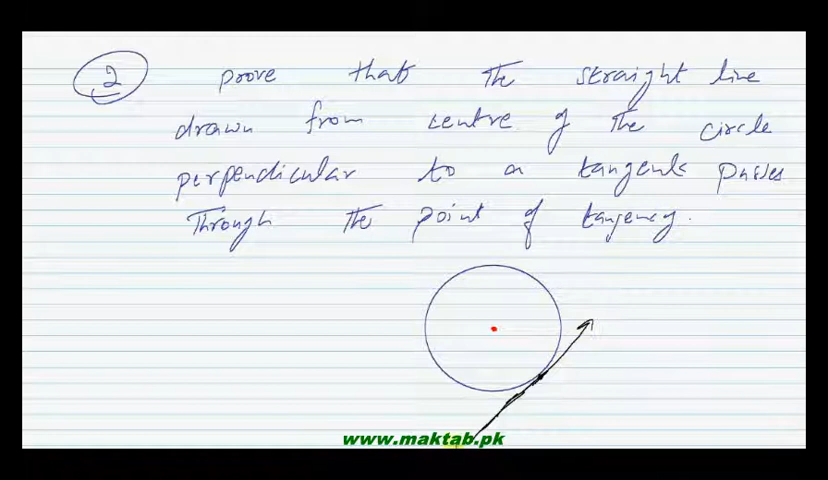 2 prove that the straight line
drawn from centre of the circle
perpendicular to a tangent passes
Through the point of tangency.
www.maktab.pk